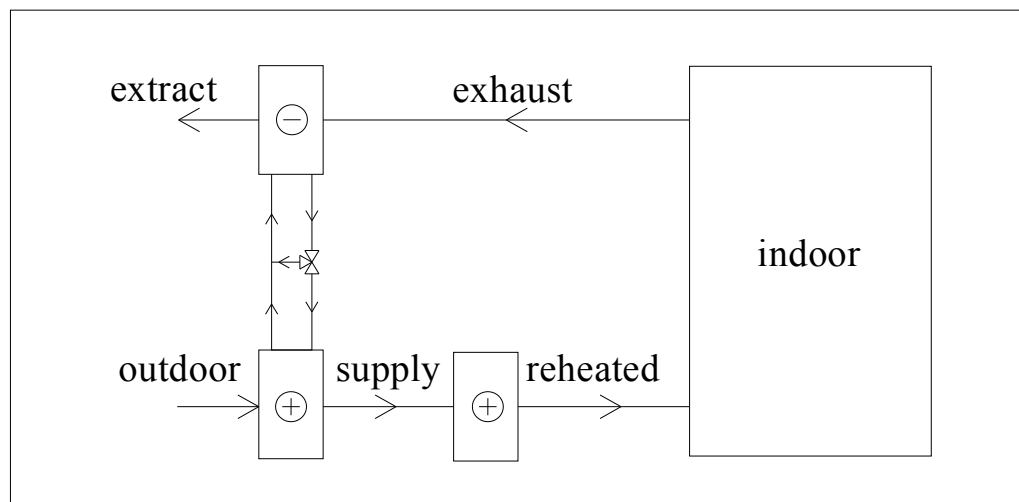 extract
exhaust
indoor
outdoor
supply
reheated